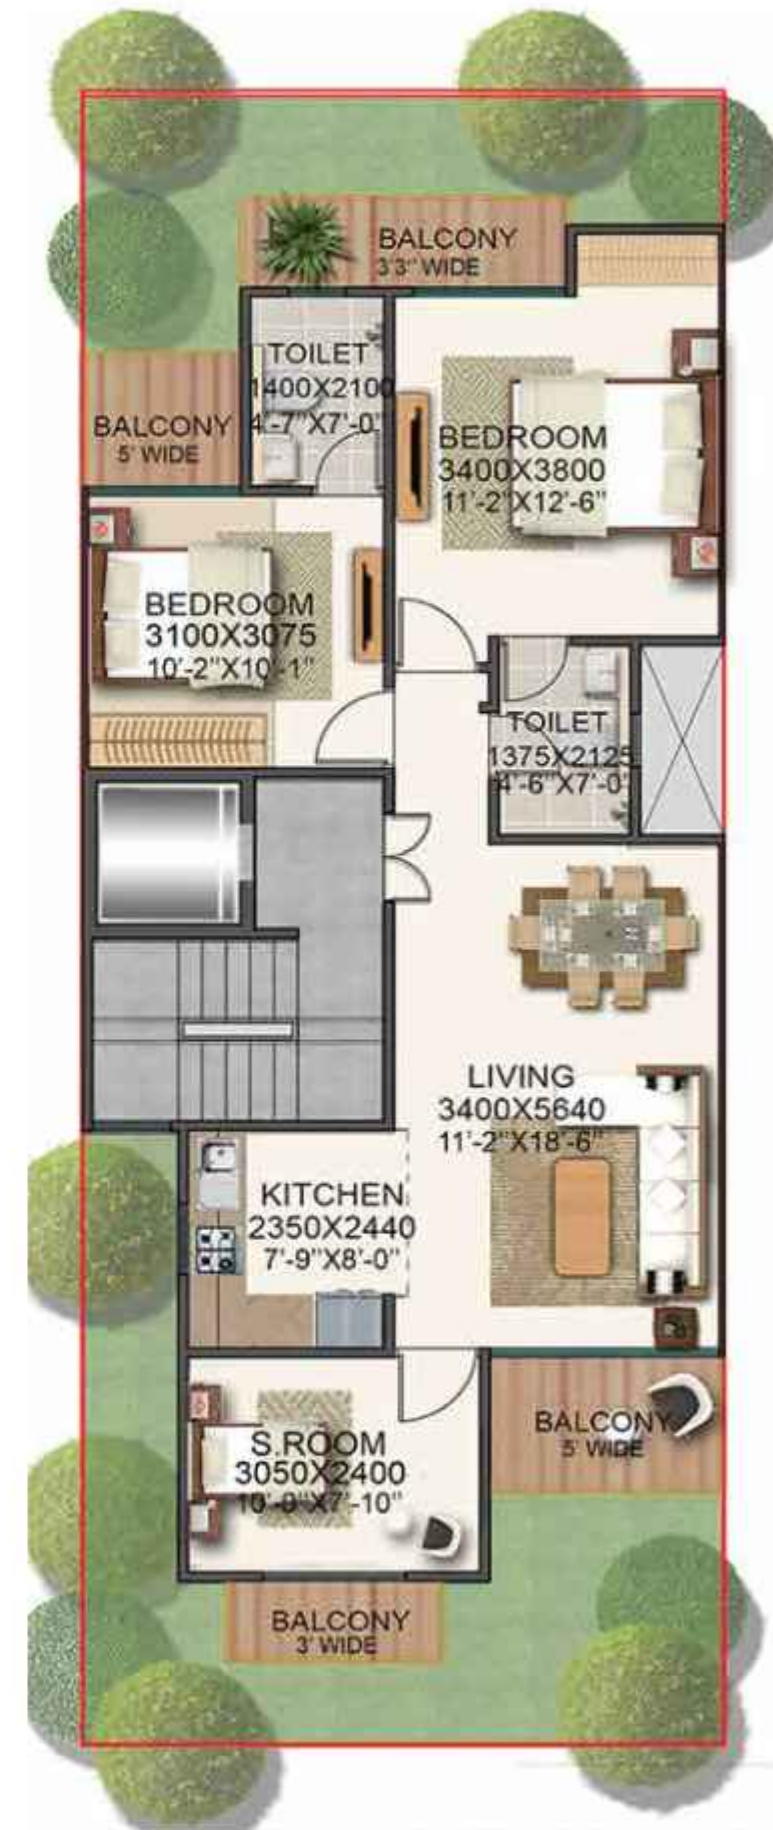 BALCONY
3'3" WIDE
TOILET
1400X2100
4'-7"X7'-0"
BALCONY
5' WIDE
BEDROOM
3400X3800
11'-2"X12'-6"
BEDROOM
3100X3075
10'-2"X10'-1"
TOILET
1375X2125
4'-6"X7'-0"
LIVING
3400X5640
11'-2"X18'-6"
KITCHEN
2350X2440
7'-9"X8'-0"
S.ROOM
3050X2400
10'-0"X7'-10"
BALCONY
5' WIDE
BALCONY
3' WIDE